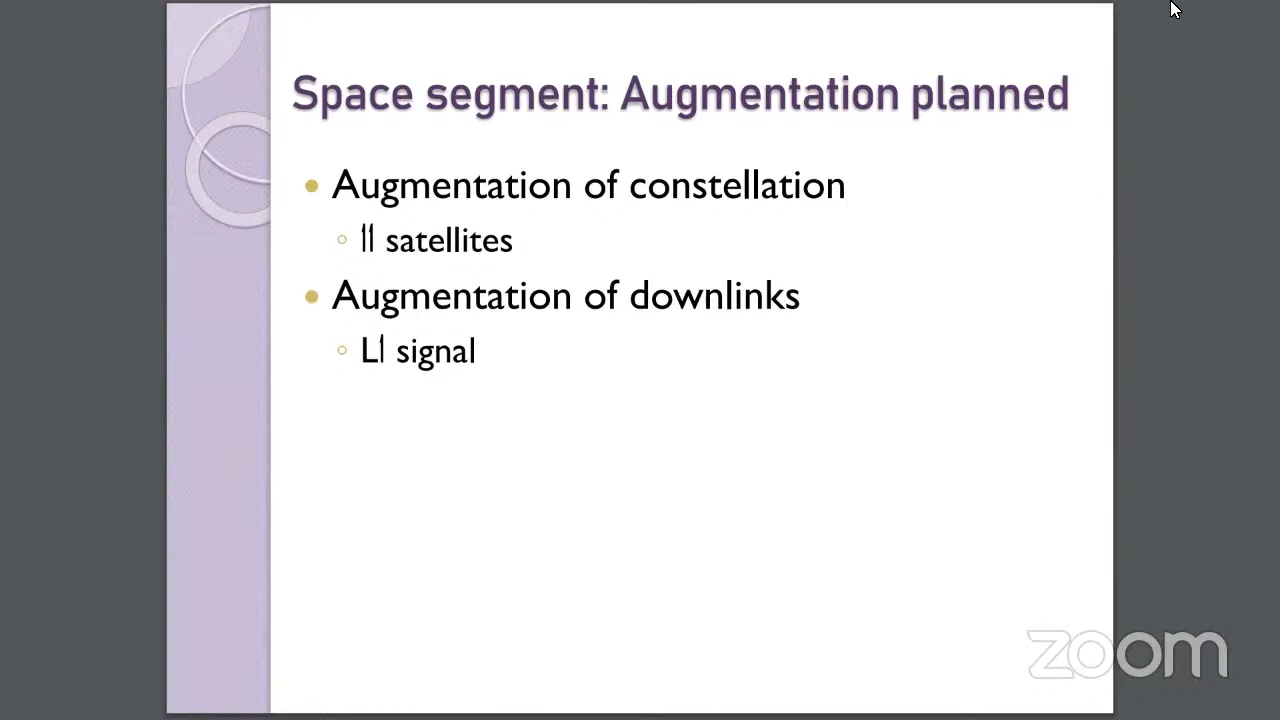 Space segment: Augmentation planned
Augmentation of constellation
11 satellites
Augmentation of downlinks
L1 signal
zoom